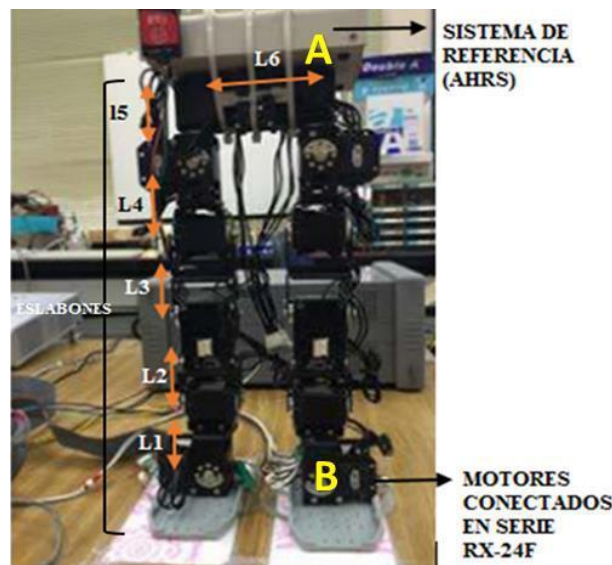 SISTEMA DE
REFERENCIA
(AHRS)
A
L6
Double A
A
l5
L4
L3
ESLABONES
L2
L1
B
MOTORES
CONECTADOS
EN SERIE
RX-24F